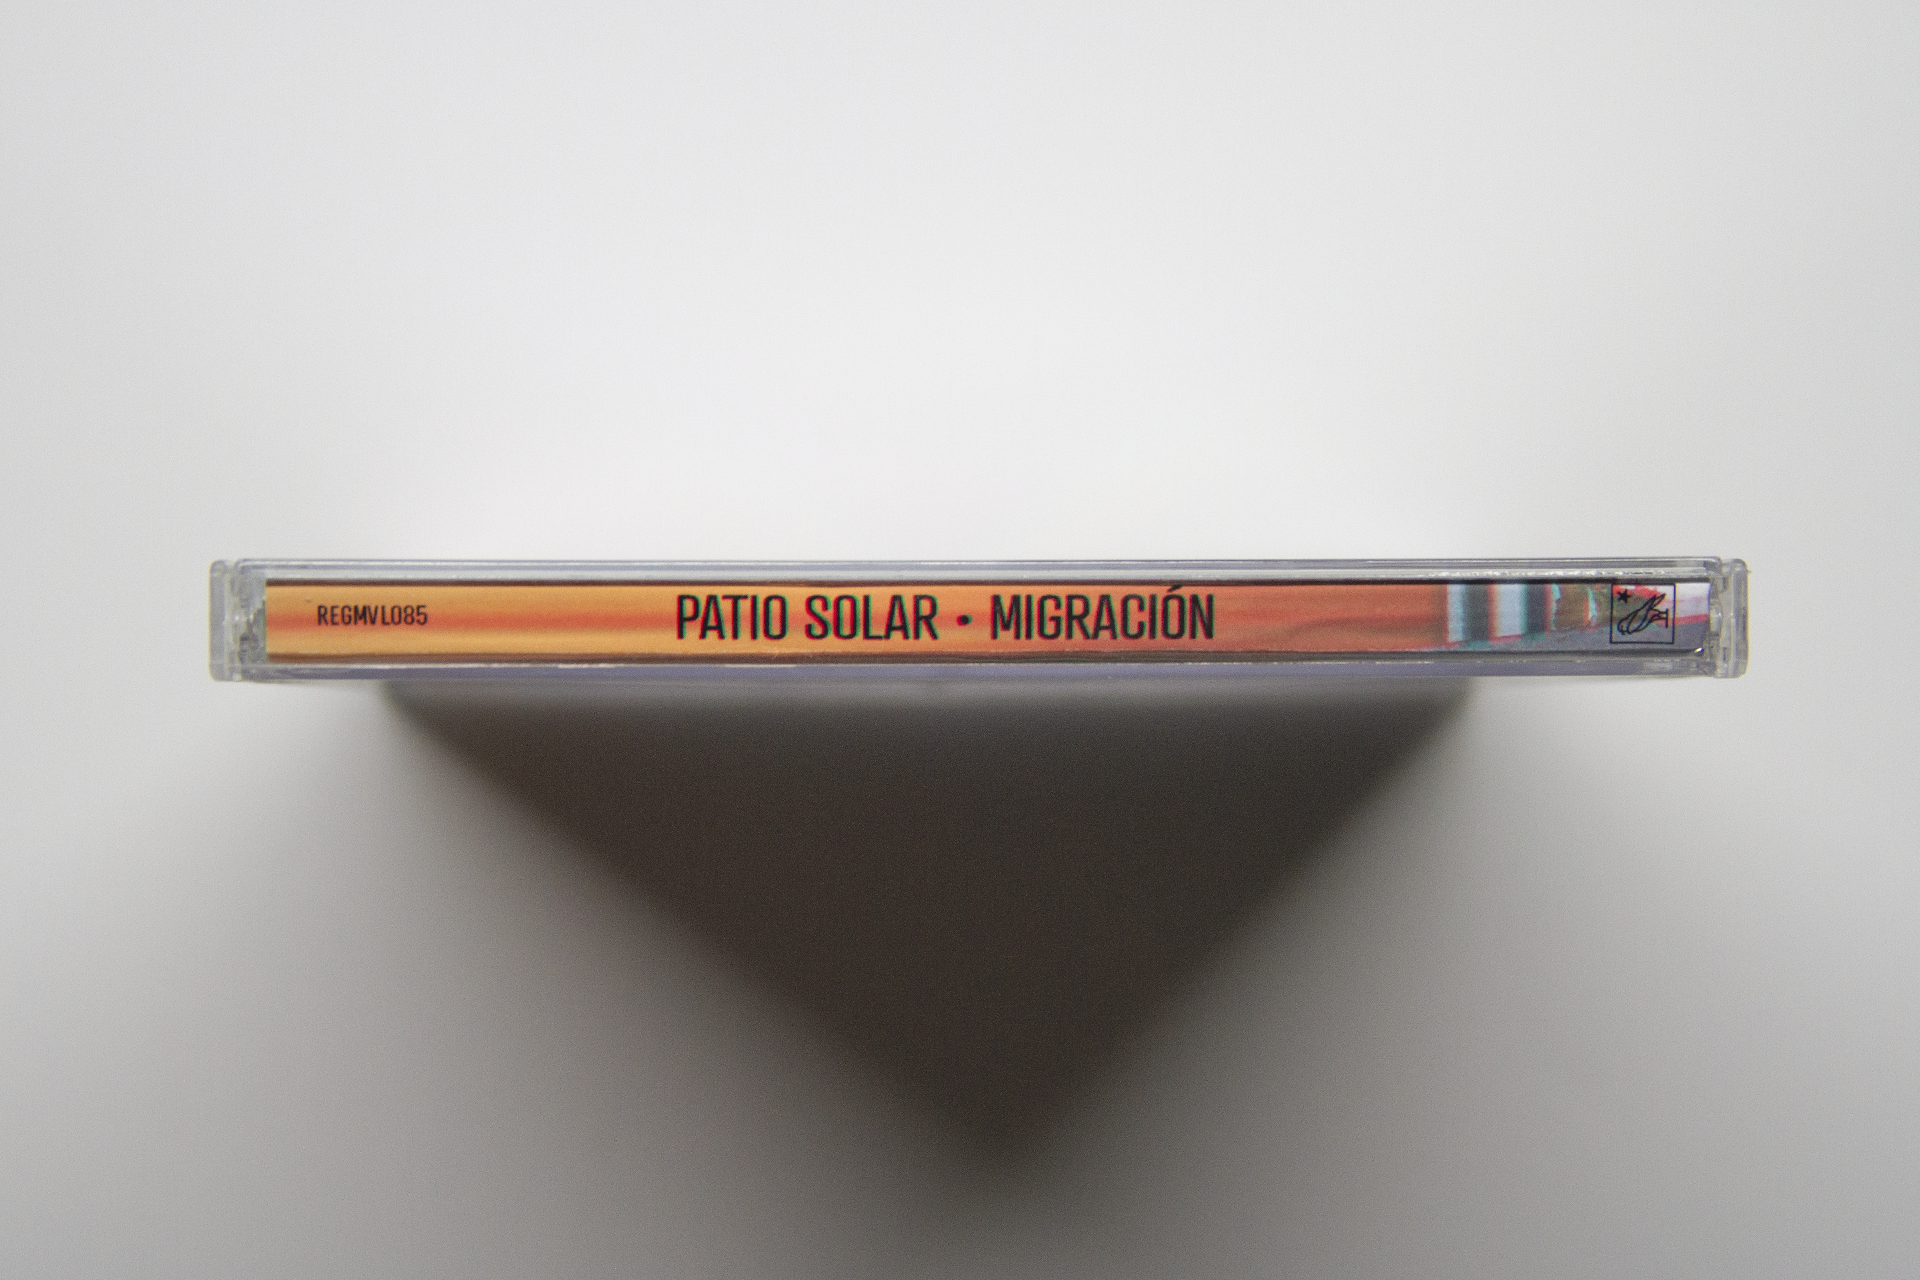 REGMVL085 PATIO SOLAR • MIGRACIÓN